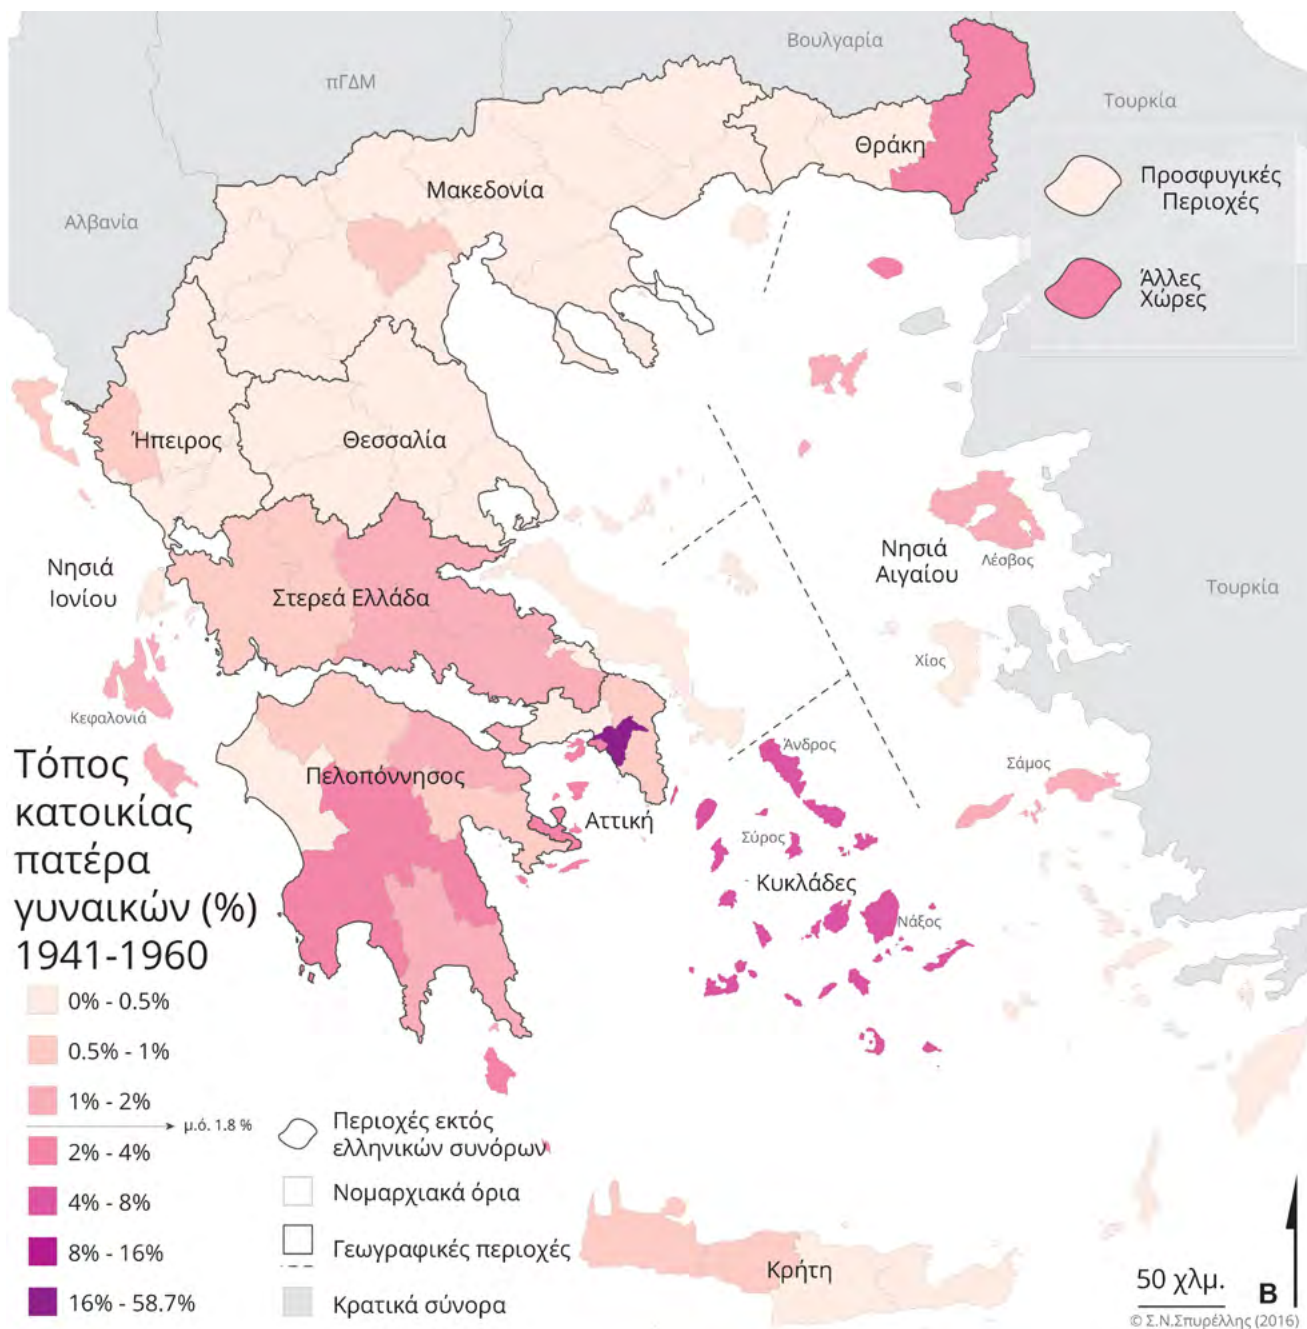 Βουλγαρία
πΓΔΜ
Τουρκία
Θράκη
Προσφυγικές
Περιοχές
Μακεδονία
Αλβανία
Άλλες
Χώρες
Ήπειρος
Θεσσαλία
Νησιά
Αιγαίου
Λέσβος
Νησιά
Ιονίου
Στερεά Ελλάδα
Τουρκία
Χίος
Κεφαλονιά
Άνδρος
Σάμος
Πελοπόννησος
Αττική
Σύρος
Κυκλάδες
Νάξος
Τόπος
κατοικίας
πατέρα
γυναικών (%)
1941-1960
0% - 0.5%
0.5% - 1%
1% - 2%
μ.ό. 1.8 %
2% - 4%
4% - 8%
8% - 16%
16% - 58.7%
Περιοχές εκτός
ελληνικών συνόρων
Νομαρχιακά όρια
Γεωγραφικές περιοχές
Κρατικά σύνορα
Κρήτη
50 χλμ.
Β
© Σ.Ν.Σπυρέλλης (2016)